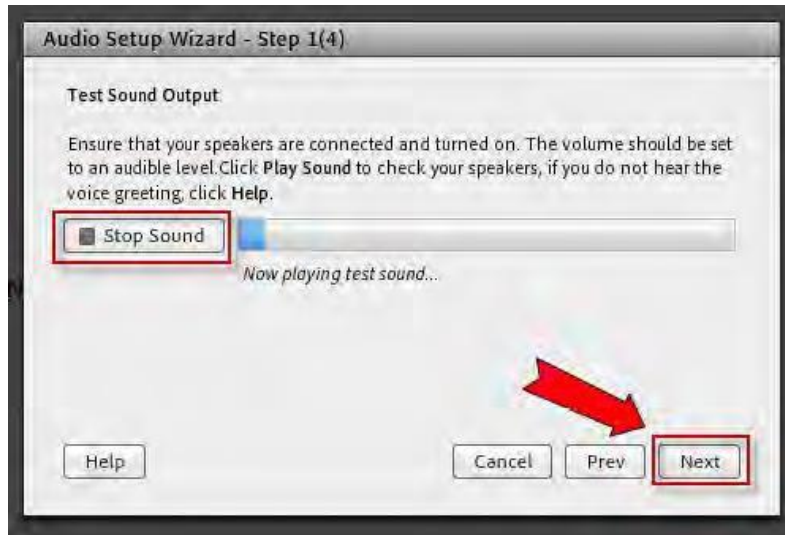 Audio Setup Wizard - Step 1(4)
Test Sound Output
Ensure that your speakers are connected and turned on. The volume should be set
to an audible level.Click Play Sound to check your speakers, if you do not hear the
voice greeting, click Help.
Stop Sound
Now playing test sound...
Help
Cancel
Prev
Next